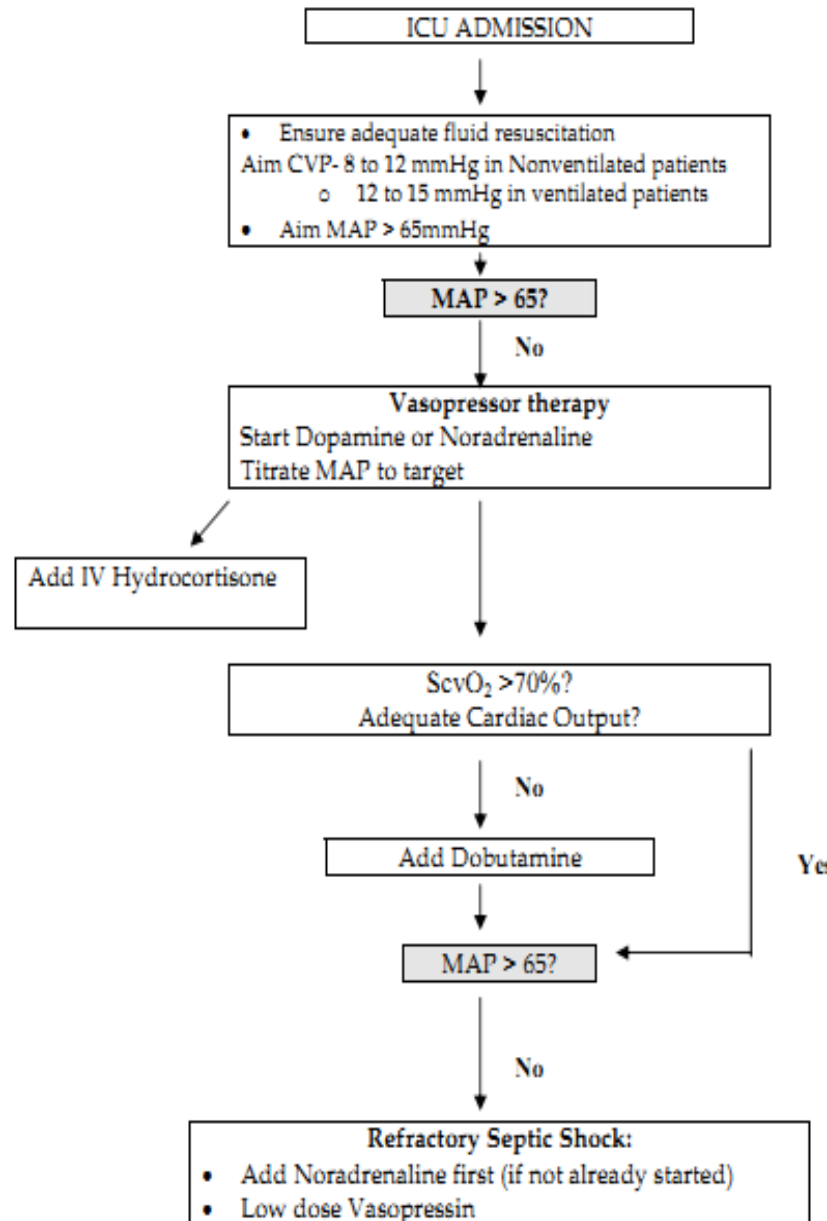 ICU ADMISSION
• Ensure adequate fluid resuscitation
Aim CVP- 8 to 12 mmHg in Nonventilated patients
o 12 to 15 mmHg in ventilated patients
• Aim MAP > 65mmHg
MAP > 65?
No
Vasopressor therapy
Start Dopamine or Noradrenaline
Titrate MAP to target
Add IV Hydrocortisone
ScvO₂ >70%?
Adequate Cardiac Output?
No
Add Dobutamine
Yes
MAP > 65?
No
Refractory Septic Shock:
• Add Noradrenaline first (if not already started)
• Low dose Vasopressin